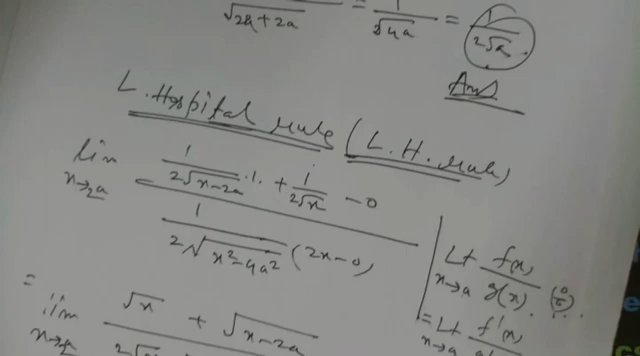 √2a+2a = 1/√4a = 1/2√a
Ans
L. Hospital rule (L. H. rule)
lim x→2a (1/2√x-2a · 1 + 1/2√x - 0) / (1/2√x²-4a² (2x-0))
Lt x→a f(x)/g(x) · (0/0)
= Lt x→a f'(x)
= lim x→2a √x + √x-2a